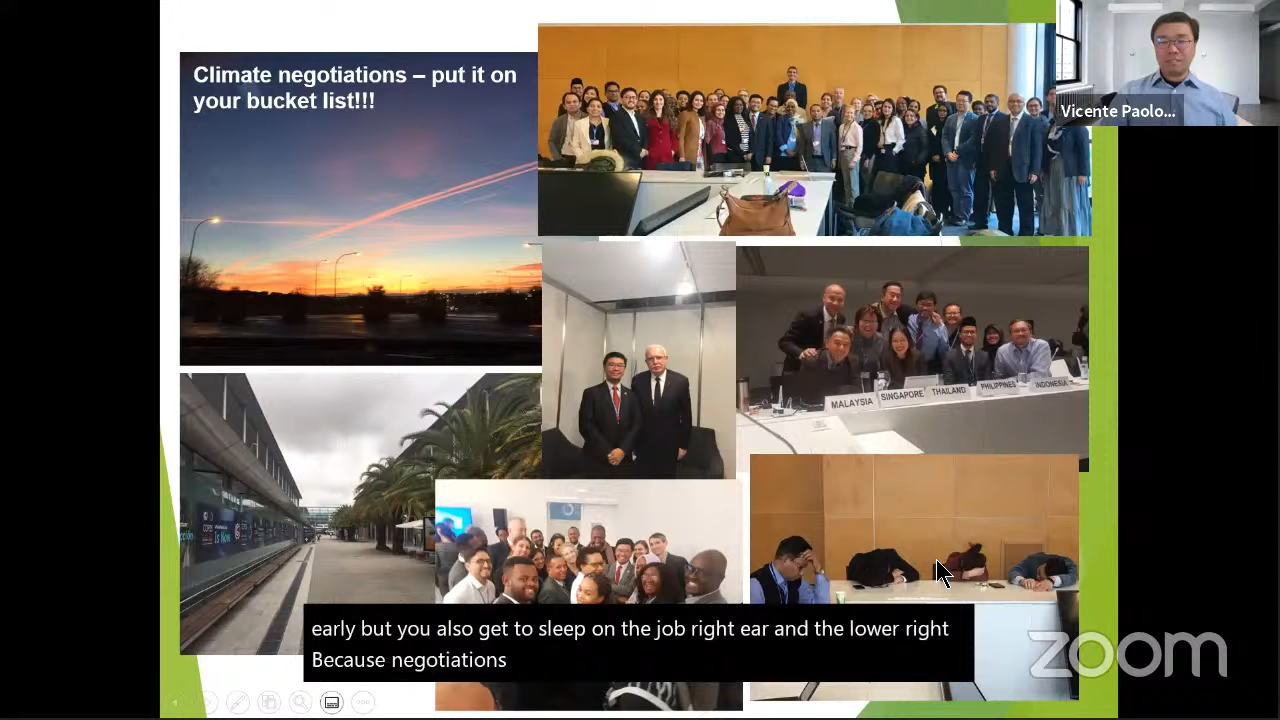 Climate negotiations – put it on
your bucket list!!!
Vicente Paolo...
MALAYSIA
SINGAPORE
THAILAND
PHILIPPINES
INDONESIA
early but you also get to sleep on the job right ear and the lower right
Because negotiations
zoom